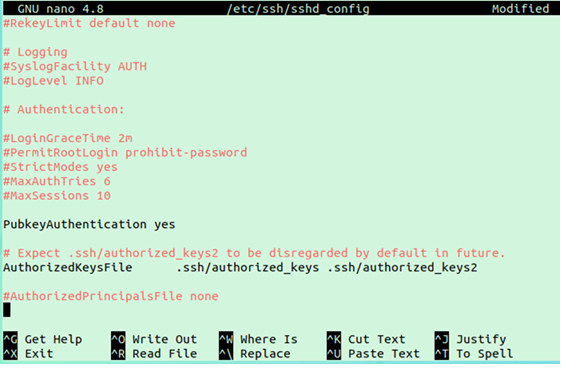 GNU nano 4.8 /etc/ssh/sshd_config Modified
#RekeyLimit default none
# Logging
#SyslogFacility AUTH
#LogLevel INFO
# Authentication:
#LoginGraceTime 2m
#PermitRootLogin prohibit-password
#StrictModes yes
#MaxAuthTries 6
#MaxSessions 10
PubkeyAuthentication yes
# Expect .ssh/authorized_keys2 to be disregarded by default in future.
AuthorizedKeysFile .ssh/authorized_keys .ssh/authorized_keys2
#AuthorizedPrincipalsFile none
^G Get Help ^O Write Out ^W Where Is ^K Cut Text ^J Justify
^X Exit ^R Read File ^\ Replace ^U Paste Text ^T To Spell